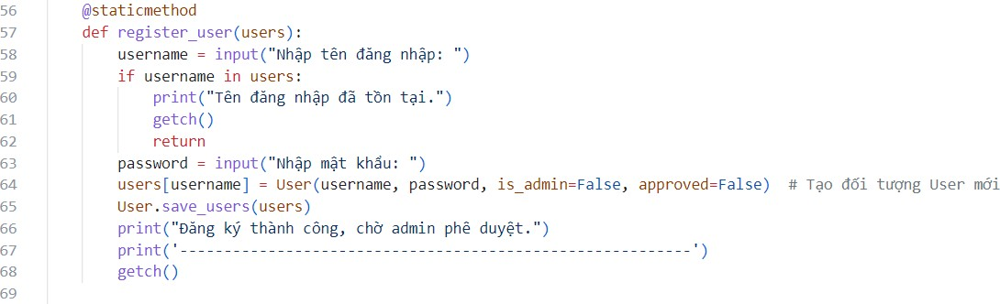 56 @staticmethod
57 def register_user(users):
58 username = input("Nhập tên đăng nhập: ")
59 if username in users:
60 print("Tên đăng nhập đã tồn tại.")
61 getch()
62 return
63 password = input("Nhập mật khẩu: ")
64 users[username] = User(username, password, is_admin=False, approved=False)  # Tạo đối tượng User mới
65 User.save_users(users)
66 print("Đăng ký thành công, chờ admin phê duyệt.")
67 print('----------------------------------------------------------')
68 getch()
69